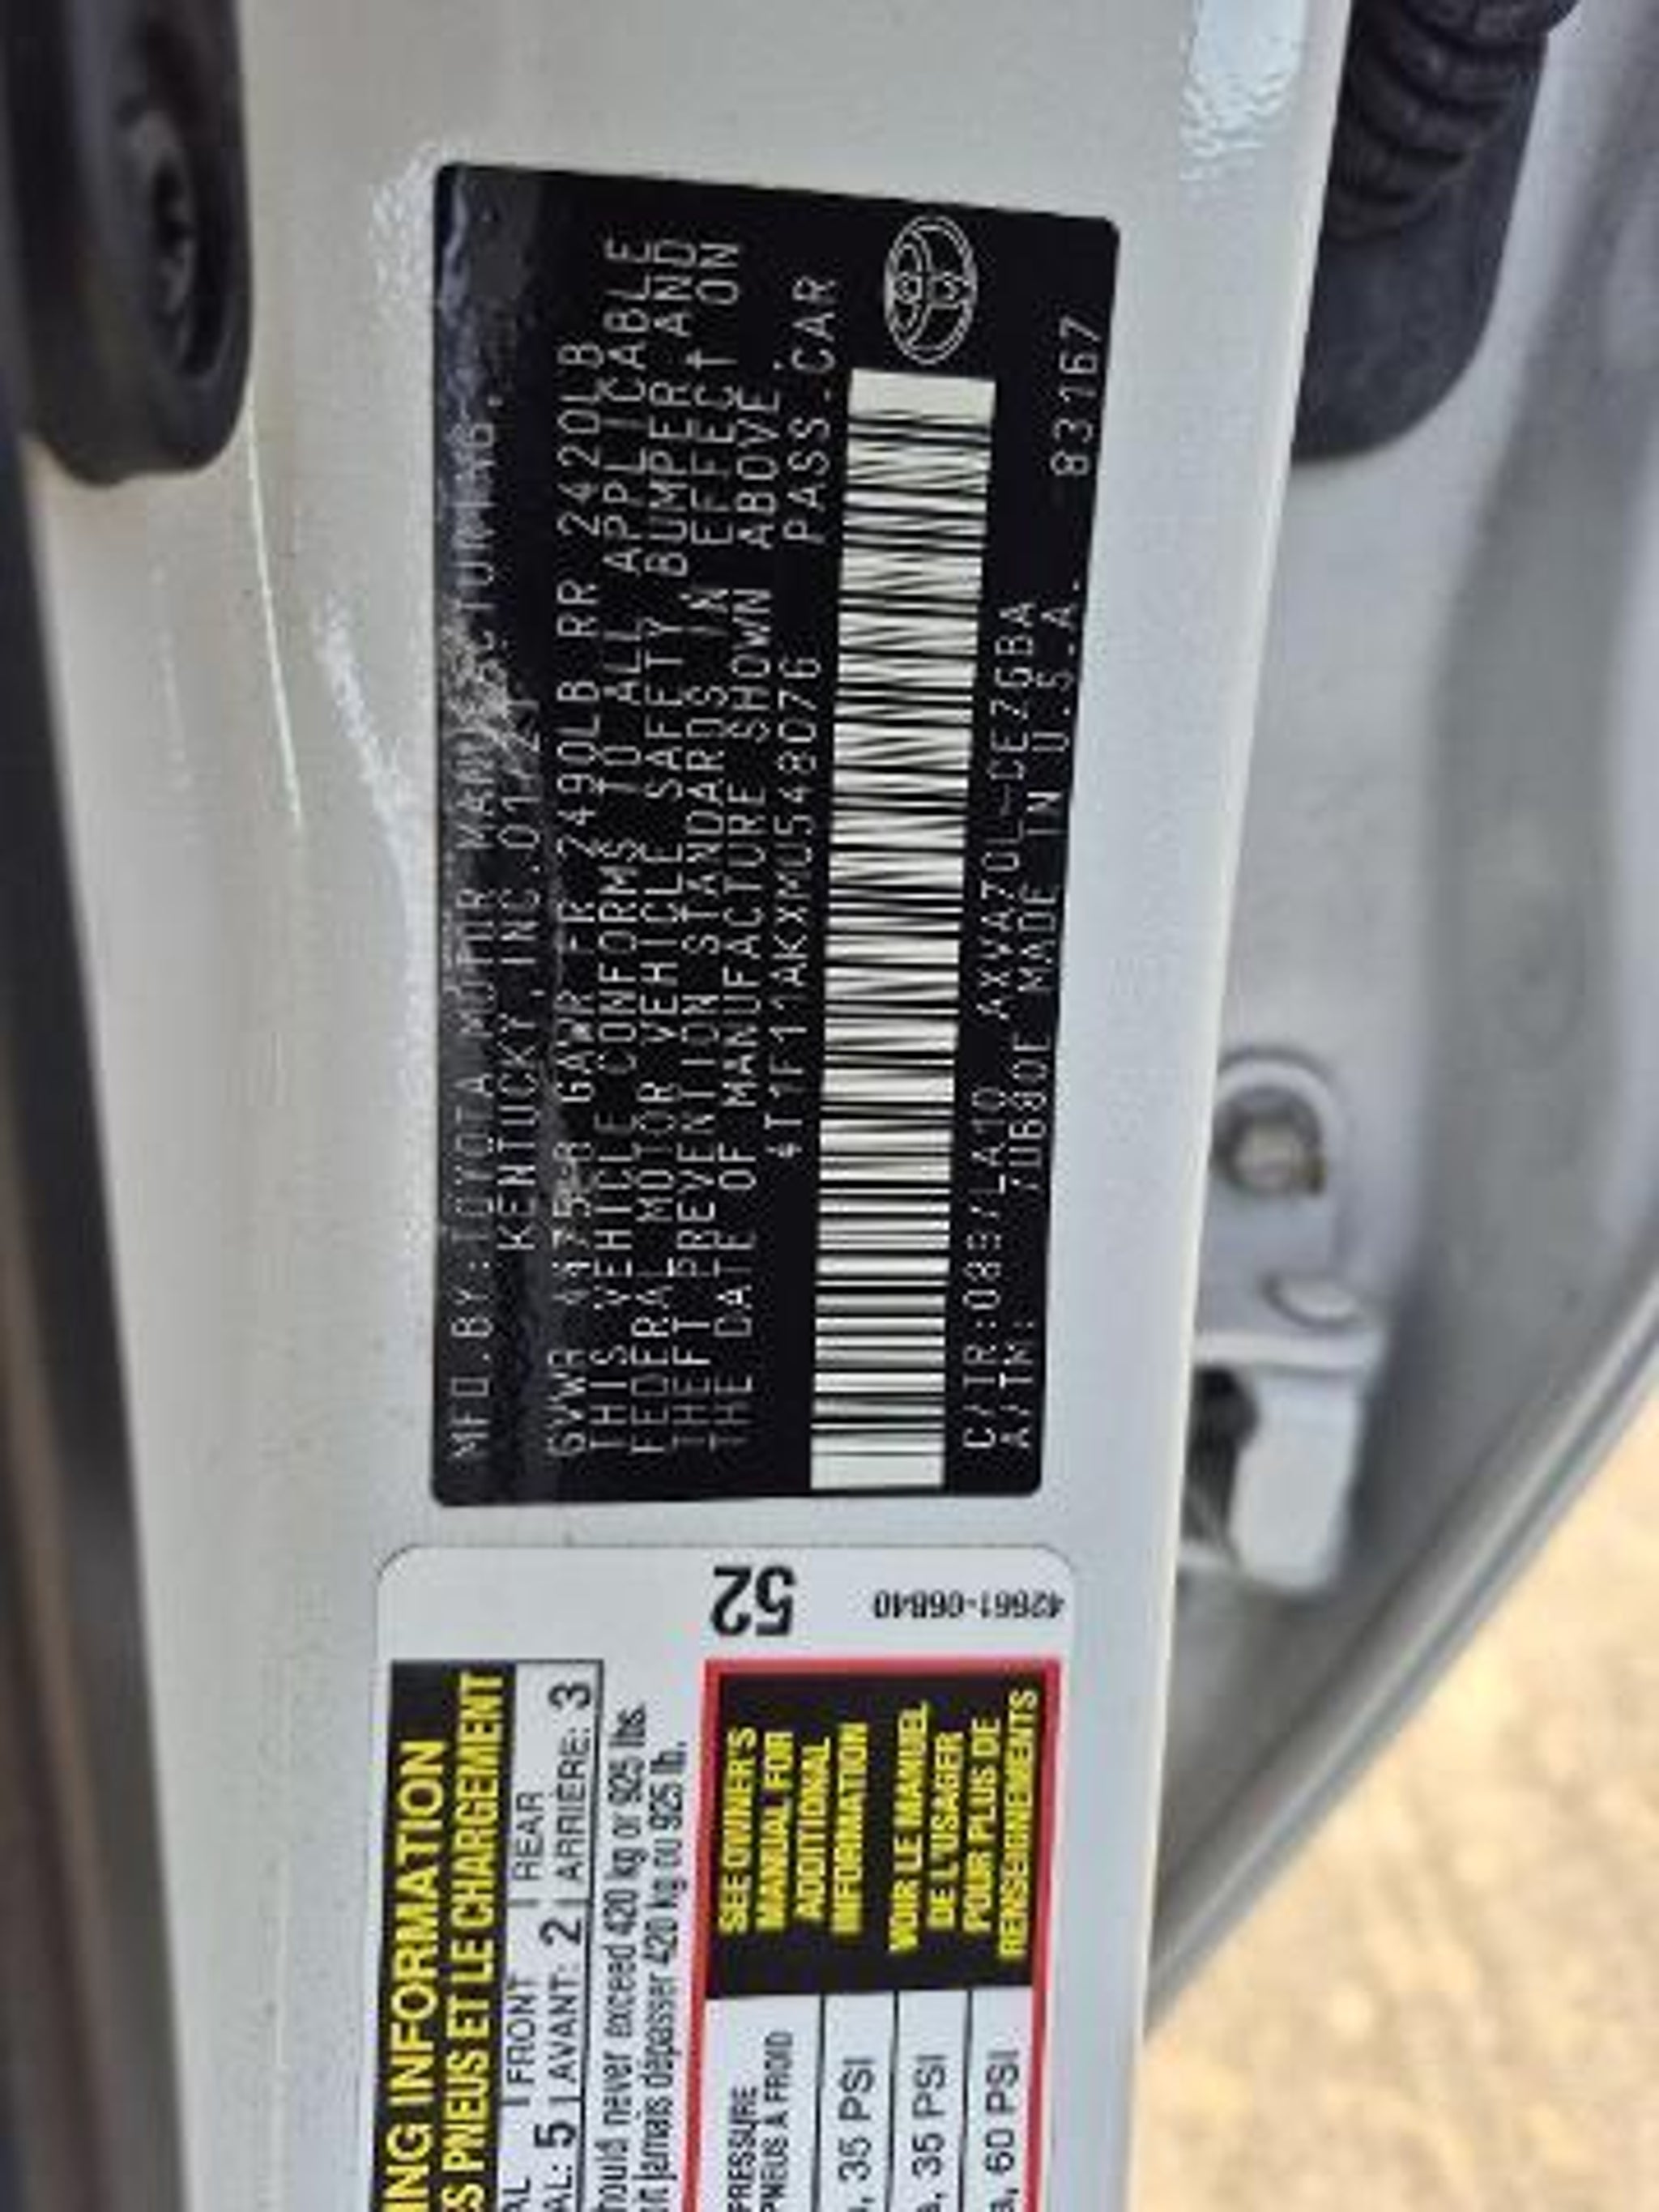 MFD.BY:TOYOTA MOTOR MANUFACTURING,
KENTUCKY,INC.01/21
GVWR 4475LB GAWR FR 2490LB RR 2420LB
THIS VEHICLE CONFORMS TO ALL APPLICABLE
FEDERAL MOTOR VEHICLE SAFETY, BUMPER, AND
THEFT PREVENTION STANDARDS IN EFFECT ON
THE DATE OF MANUFACTURE SHOWN ABOVE.
*4T1F11AKXMU548076 PASS.CAR
C/TR:089/LA10 AXVA70L-CEZGBA
A/TM: /UB80E MADE IN U.S.A. 83167
52
42661-06B40
NG INFORMATION
S PNEUS ET LE CHARGEMENT
AL FRONT REAR
AL: 5 AVANT: 2 ARRIÈRE: 3
hould never exceed 420 kg or 925 lbs.
jamais dépasser 420 kg ou 925 lb.
PRESSURE
PNEUS À FROID
35 PSI
35 PSI
60 PSI
SEE OWNER'S
MANUAL FOR
ADDITIONAL
INFORMATION
VOIR LE MANUEL
DE L'USAGER
POUR PLUS DE
RENSEIGNEMENTS